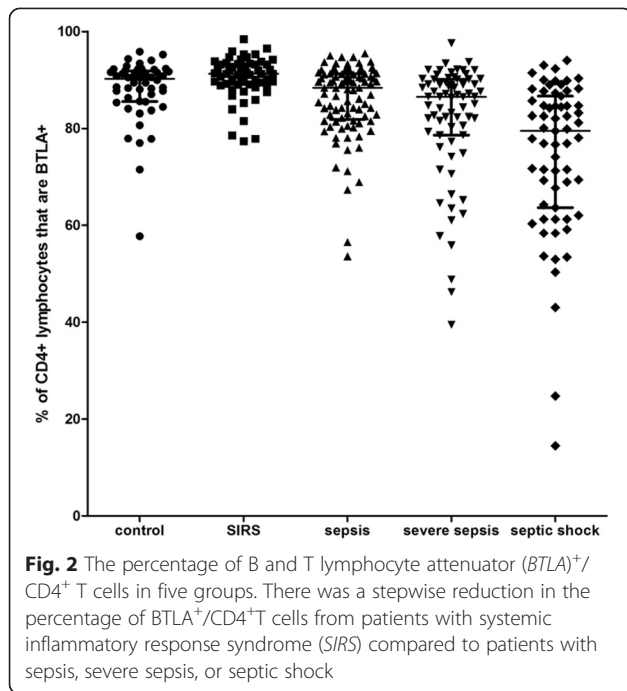 % of CD4+ lymphocytes that are BTLA+
100
80
60
40
20
0
control SIRS sepsis severe sepsis septic shock
Fig. 2 The percentage of B and T lymphocyte attenuator (BTLA)⁺/
CD4⁺ T cells in five groups. There was a stepwise reduction in the
percentage of BTLA⁺/CD4⁺T cells from patients with systemic
inflammatory response syndrome (SIRS) compared to patients with
sepsis, severe sepsis, or septic shock